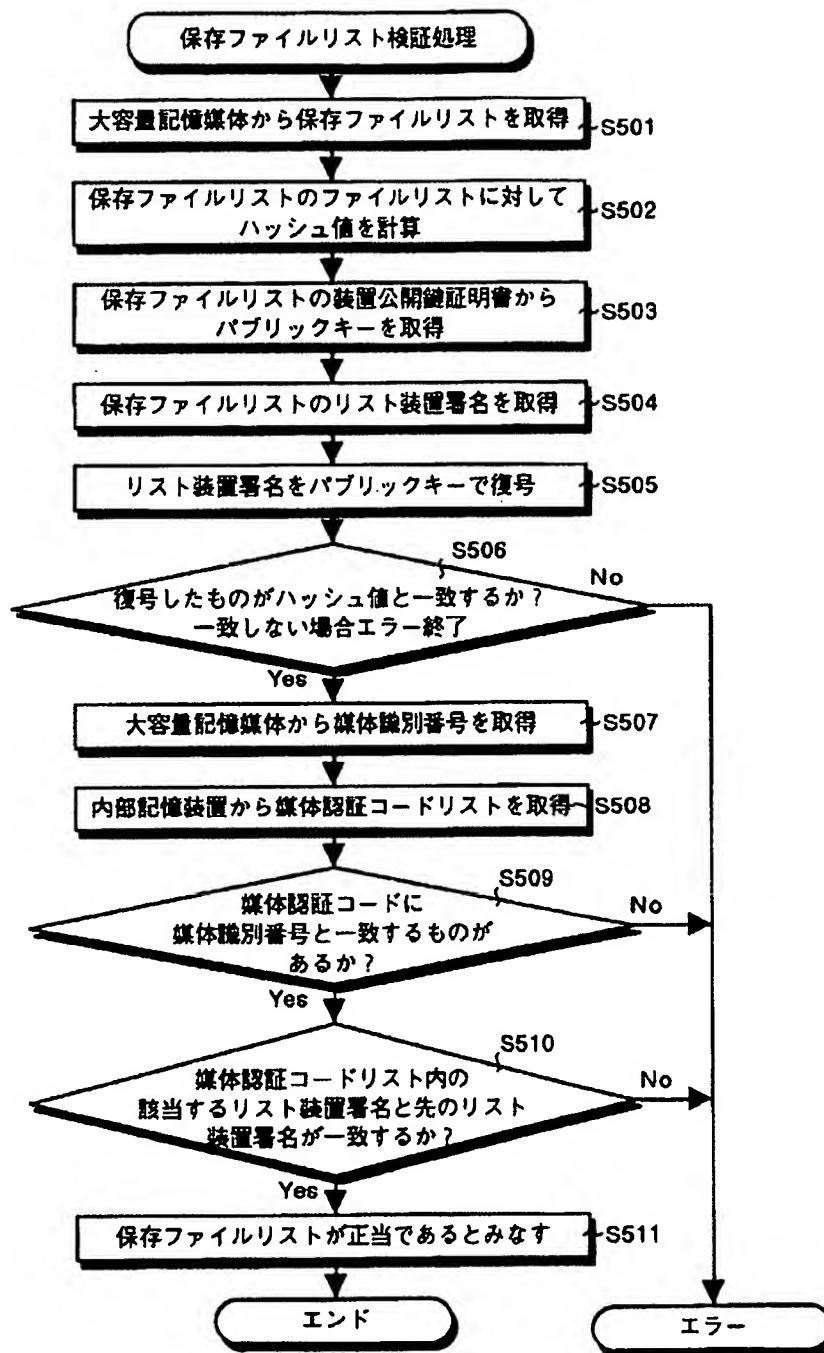 保存ファイルリスト検証処理
大容量記憶媒体から保存ファイルリストを取得
S501
保存ファイルリストのファイルリストに対して
ハッシュ値を計算
S502
保存ファイルリストの装置公開鍵証明書から
パブリックキーを取得
S503
保存ファイルリストのリスト装置署名を取得
S504
リスト装置署名をパブリックキーで復号
S505
S506
復号したものがハッシュ値と一致するか?
一致しない場合エラー終了
No
Yes
大容量記憶媒体から媒体識別番号を取得
S507
内部記憶装置から媒体認証コードリストを取得
S508
S509
媒体認証コードに
媒体識別番号と一致するものが
あるか?
No
Yes
S510
媒体認証コードリスト内の
該当するリスト装置署名と先のリスト
装置署名が一致するか?
No
Yes
保存ファイルリストが正当であるとみなす
S511
エンド
エラー